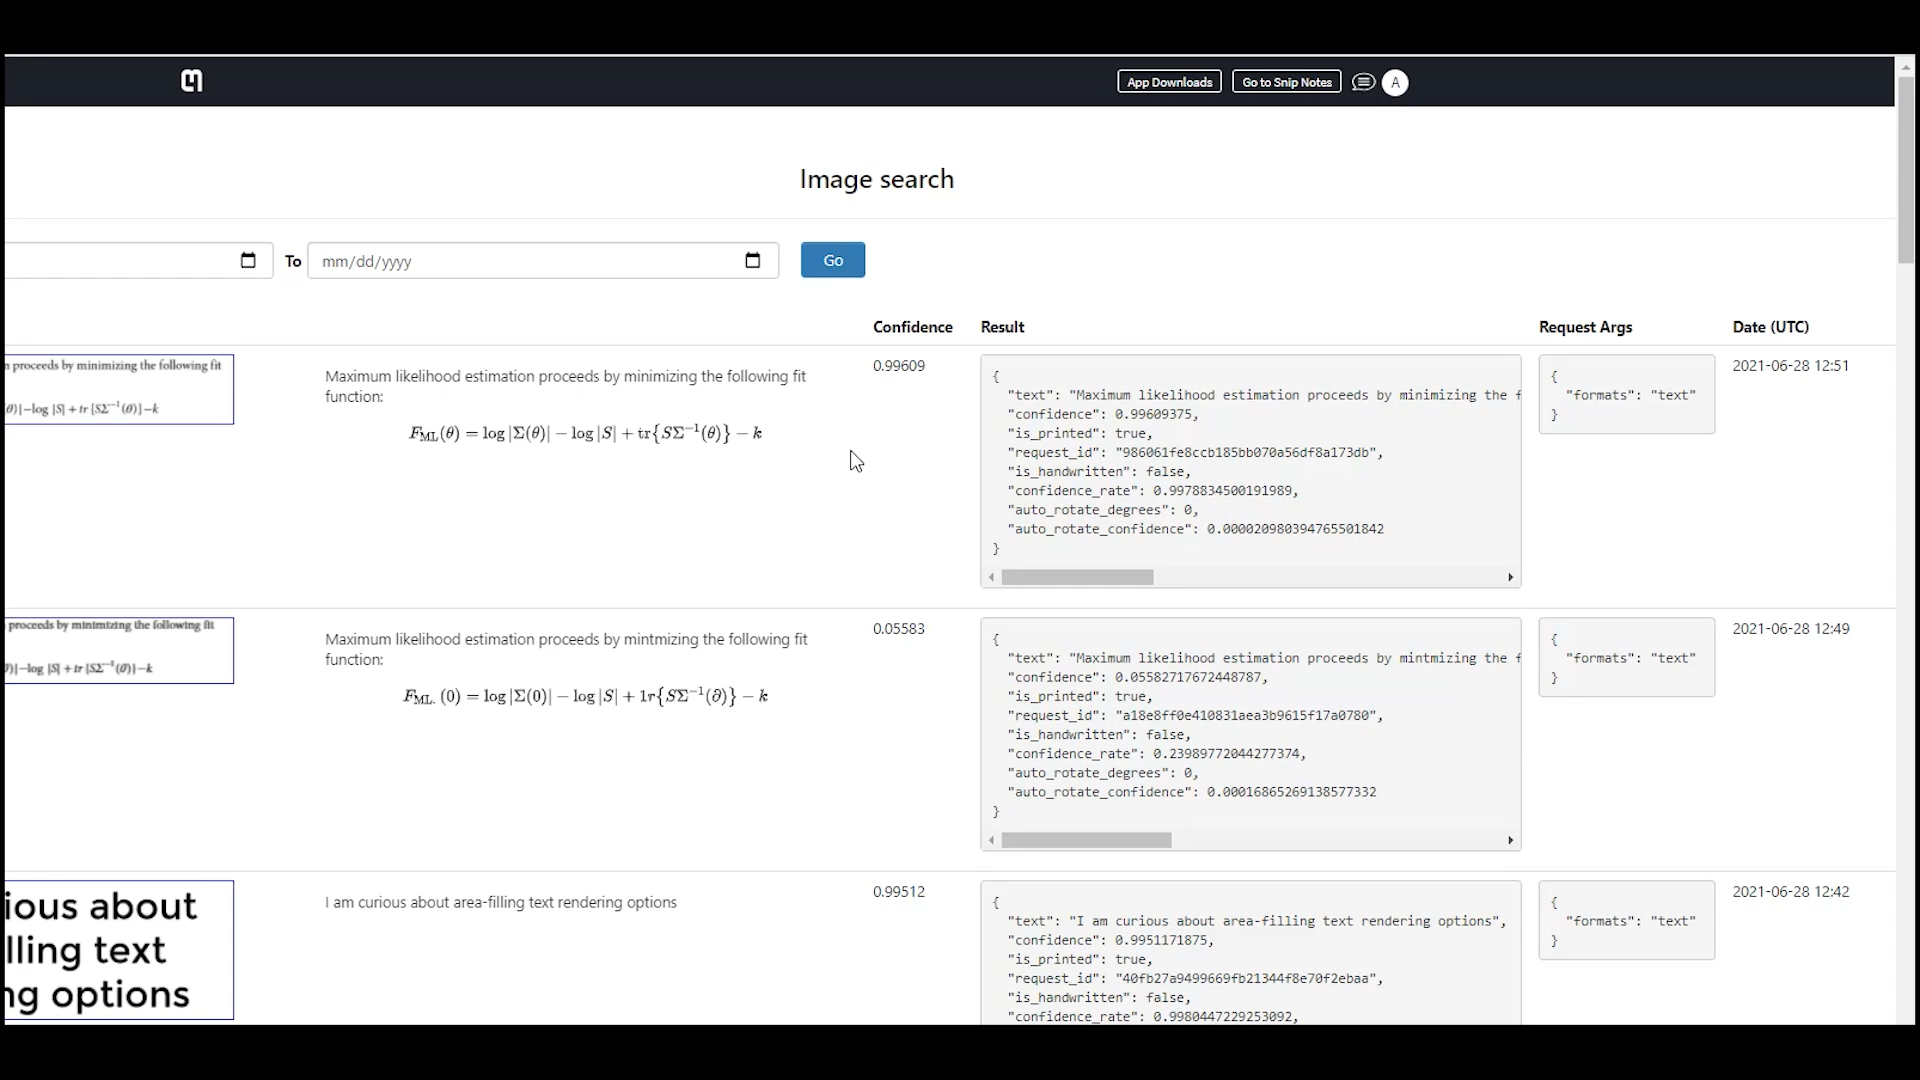 App Downloads Go to Snip Notes A
Image search
To mm/dd/yyyy Go
Confidence Result Request Args Date (UTC)
n proceeds by minimizing the following fit
θ)|−log |S| + tr {SΣ⁻¹(θ)}−k
Maximum likelihood estimation proceeds by minimizing the following fit
function:
F_ML(θ) = log |Σ(θ)| − log |S| + tr{SΣ⁻¹(θ)} − k
0.99609
{
"text": "Maximum likelihood estimation proceeds by minimizing the f
"confidence": 0.99609375,
"is_printed": true,
"request_id": "986061fe8ccb185bb070a56df8a173db",
"is_handwritten": false,
"confidence_rate": 0.9978834500191989,
"auto_rotate_degrees": 0,
"auto_rotate_confidence": 0.000020980394765501842
}
{
"formats": "text"
}
2021-06-28 12:51
proceeds by minimizing the following fit
)|−log |S| + tr {SΣ⁻¹(θ)}−k
Maximum likelihood estimation proceeds by mintmizing the following fit
function:
F_ML. (0) = log |Σ(0)| − log |S| + 1r{SΣ⁻¹(∂)} − k
0.05583
{
"text": "Maximum likelihood estimation proceeds by mintmizing the f
"confidence": 0.05582717672448787,
"is_printed": true,
"request_id": "a18e8ff0e410831aea3b9615f17a0780",
"is_handwritten": false,
"confidence_rate": 0.23989772044277374,
"auto_rotate_degrees": 0,
"auto_rotate_confidence": 0.00016865269138577332
}
{
"formats": "text"
}
2021-06-28 12:49
ious about
lling text
ng options
I am curious about area-filling text rendering options
0.99512
{
"text": "I am curious about area-filling text rendering options",
"confidence": 0.9951171875,
"is_printed": true,
"request_id": "40fb27a9499669fb21344f8e70f2ebaa",
"is_handwritten": false,
"confidence_rate": 0.9980447229253092,
{
"formats": "text"
}
2021-06-28 12:42